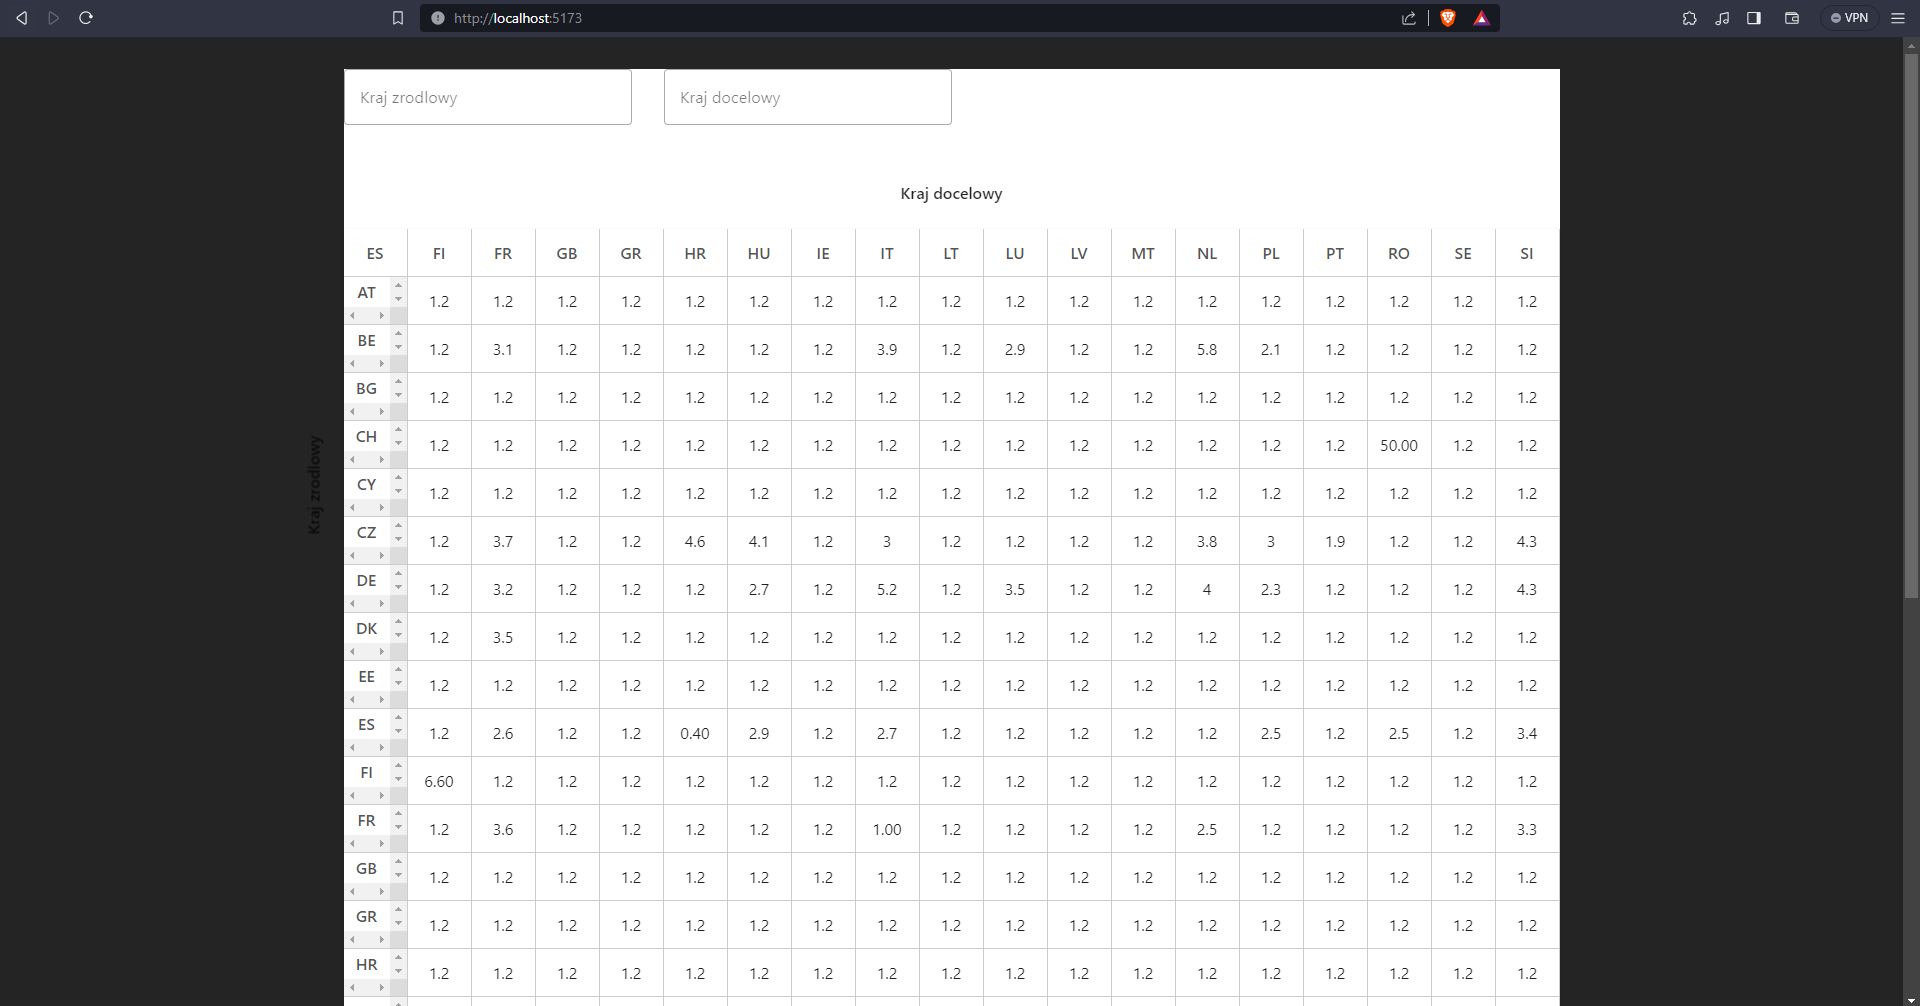 http://localhost:5173
VPN
Kraj zrodlowy
Kraj docelowy
Kraj docelowy
Kraj zrodlowy
ES FI FR GB GR HR HU IE IT LT LU LV MT NL PL PT RO SE SI
AT 1.2 1.2 1.2 1.2 1.2 1.2 1.2 1.2 1.2 1.2 1.2 1.2 1.2 1.2 1.2 1.2 1.2 1.2
BE 1.2 3.1 1.2 1.2 1.2 1.2 1.2 3.9 1.2 2.9 1.2 1.2 5.8 2.1 1.2 1.2 1.2 1.2
BG 1.2 1.2 1.2 1.2 1.2 1.2 1.2 1.2 1.2 1.2 1.2 1.2 1.2 1.2 1.2 1.2 1.2 1.2
CH 1.2 1.2 1.2 1.2 1.2 1.2 1.2 1.2 1.2 1.2 1.2 1.2 1.2 1.2 1.2 50.00 1.2 1.2
CY 1.2 1.2 1.2 1.2 1.2 1.2 1.2 1.2 1.2 1.2 1.2 1.2 1.2 1.2 1.2 1.2 1.2 1.2
CZ 1.2 3.7 1.2 1.2 4.6 4.1 1.2 3 1.2 1.2 1.2 1.2 3.8 3 1.9 1.2 1.2 4.3
DE 1.2 3.2 1.2 1.2 1.2 2.7 1.2 5.2 1.2 3.5 1.2 1.2 4 2.3 1.2 1.2 1.2 4.3
DK 1.2 3.5 1.2 1.2 1.2 1.2 1.2 1.2 1.2 1.2 1.2 1.2 1.2 1.2 1.2 1.2 1.2 1.2
EE 1.2 1.2 1.2 1.2 1.2 1.2 1.2 1.2 1.2 1.2 1.2 1.2 1.2 1.2 1.2 1.2 1.2 1.2
ES 1.2 2.6 1.2 1.2 0.40 2.9 1.2 2.7 1.2 1.2 1.2 1.2 1.2 2.5 1.2 2.5 1.2 3.4
FI 6.60 1.2 1.2 1.2 1.2 1.2 1.2 1.2 1.2 1.2 1.2 1.2 1.2 1.2 1.2 1.2 1.2 1.2
FR 1.2 3.6 1.2 1.2 1.2 1.2 1.2 1.00 1.2 1.2 1.2 1.2 2.5 1.2 1.2 1.2 1.2 3.3
GB 1.2 1.2 1.2 1.2 1.2 1.2 1.2 1.2 1.2 1.2 1.2 1.2 1.2 1.2 1.2 1.2 1.2 1.2
GR 1.2 1.2 1.2 1.2 1.2 1.2 1.2 1.2 1.2 1.2 1.2 1.2 1.2 1.2 1.2 1.2 1.2 1.2
HR 1.2 1.2 1.2 1.2 1.2 1.2 1.2 1.2 1.2 1.2 1.2 1.2 1.2 1.2 1.2 1.2 1.2 1.2